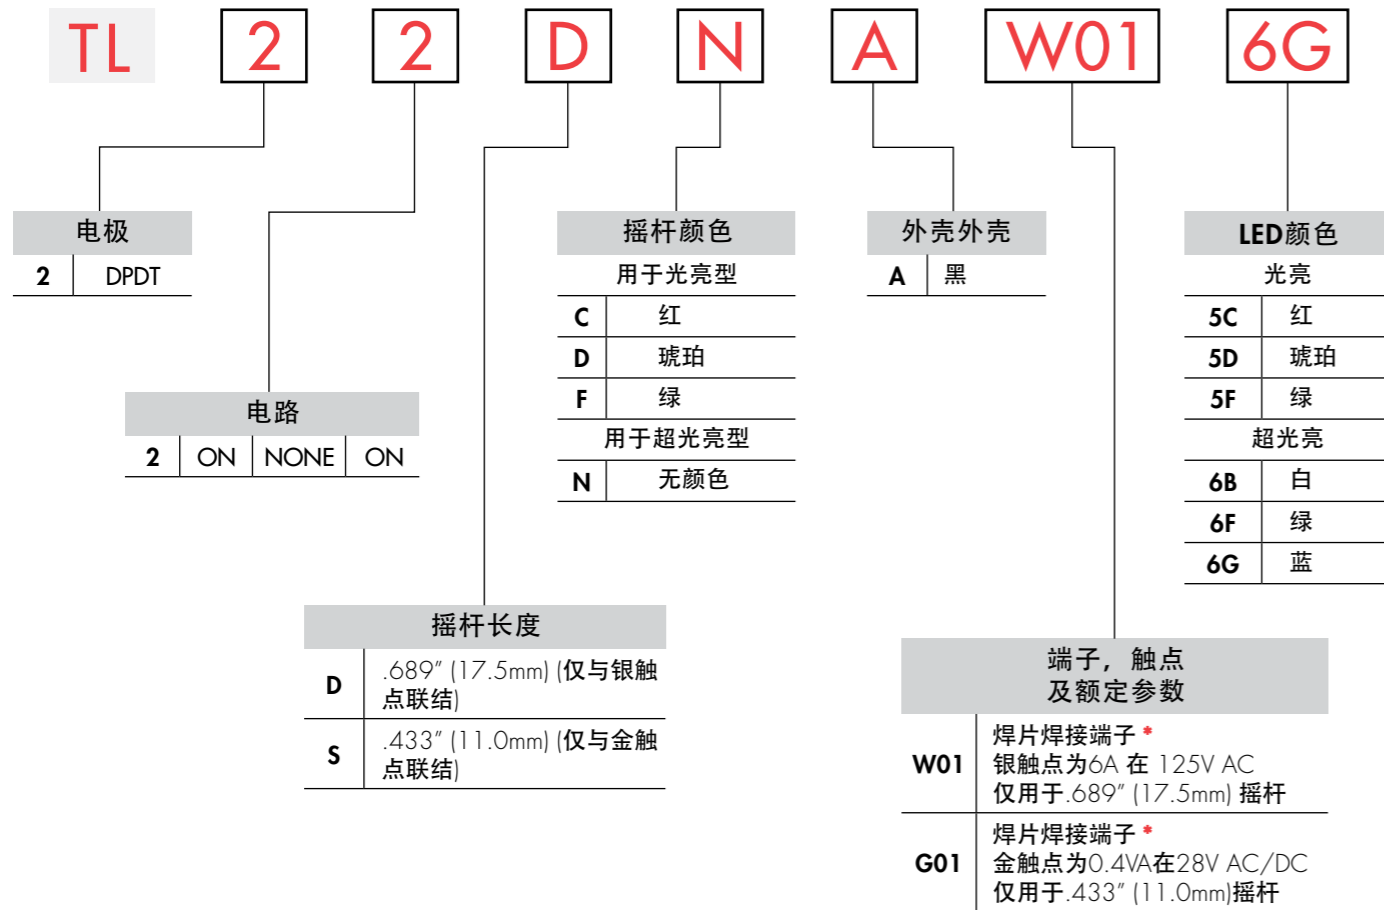 TL 2 2 D N A W01 6G
电极
2 DPDT
电路
2 ON NONE ON
摇杆长度
D .689" (17.5mm) (仅与银触
点联结)
S .433" (11.0mm) (仅与金触
点联结)
摇杆颜色
用于光亮型
C 红
D 琥珀
F 绿
用于超光亮型
N 无颜色
外壳外壳
A 黑
端子，触点
及额定参数
W01 焊片焊接端子 *
银触点为6A 在 125V AC
仅用于.689" (17.5mm) 摇杆
G01 焊片焊接端子 *
金触点为0.4VA在28V AC/DC
仅用于.433" (11.0mm)摇杆
LED颜色
光亮
5C 红
5D 琥珀
5F 绿
超光亮
6B 白
6F 绿
6G 蓝